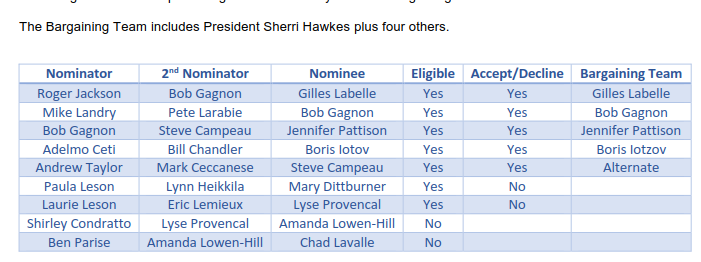 The Bargaining Team includes President Sherri Hawkes plus four others.
Nominator 2nd Nominator Nominee Eligible Accept/Decline Bargaining Team
Roger Jackson Bob Gagnon Gilles Labelle Yes Yes Gilles Labelle
Mike Landry Pete Larabie Bob Gagnon Yes Yes Bob Gagnon
Bob Gagnon Steve Campeau Jennifer Pattison Yes Yes Jennifer Pattison
Adelmo Ceti Bill Chandler Boris Iotov Yes Yes Boris Iotzov
Andrew Taylor Mark Ceccanese Steve Campeau Yes Yes Alternate
Paula Leson Lynn Heikkila Mary Dittburner Yes No
Laurie Leson Eric Lemieux Lyse Provencal Yes No
Shirley Condratto Lyse Provencal Amanda Lowen-Hill No
Ben Parise Amanda Lowen-Hill Chad Lavalle No